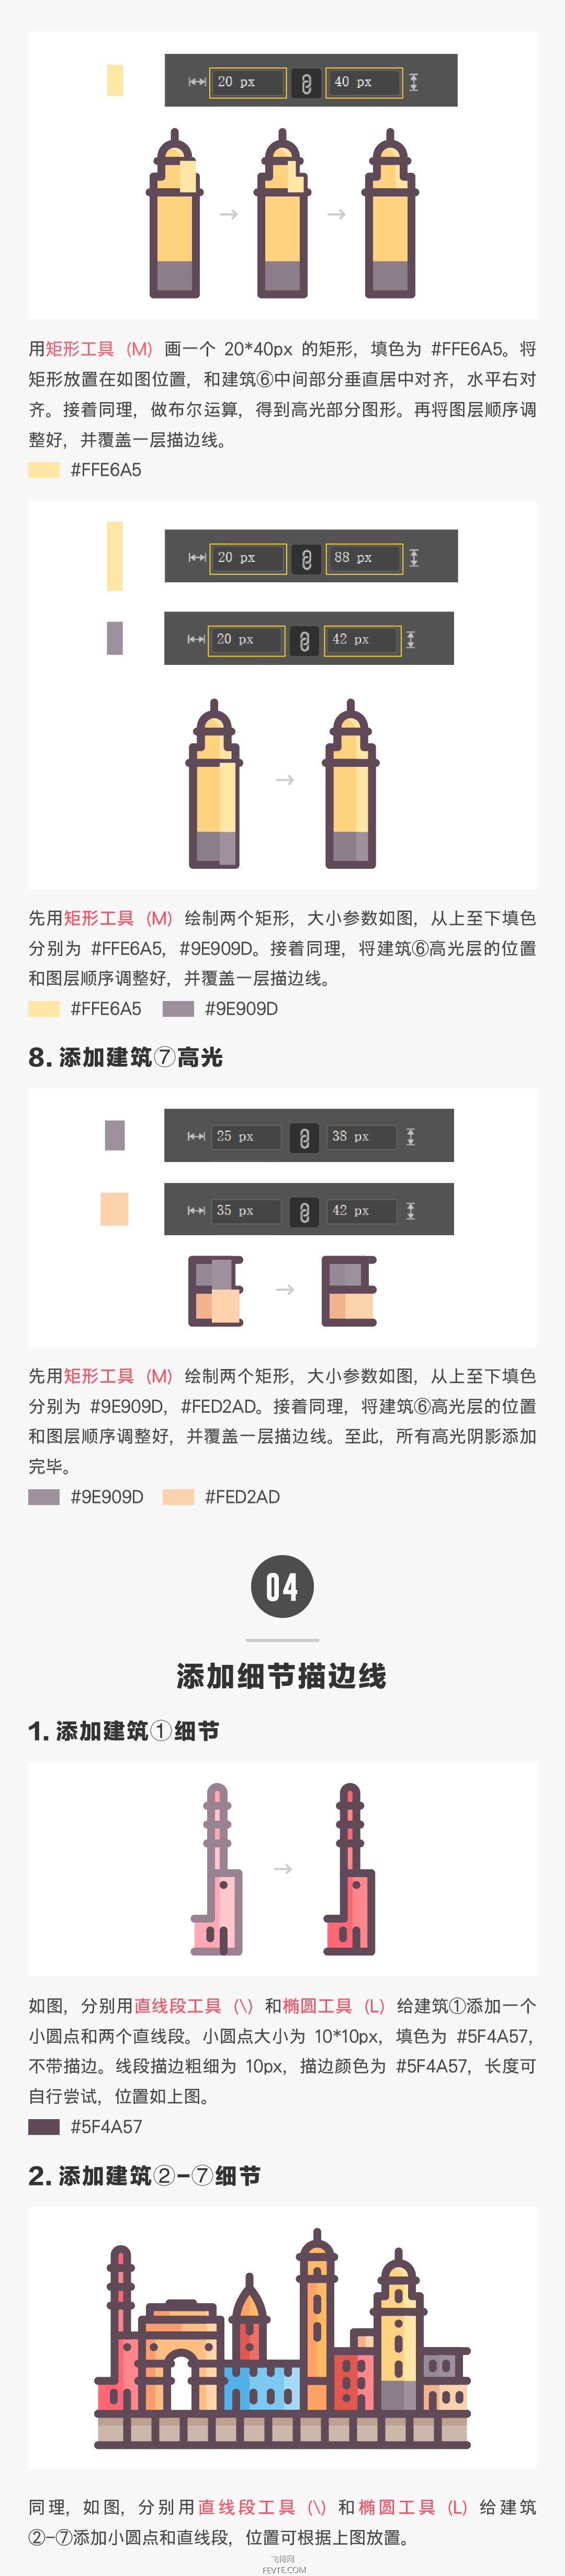 20 px 40 px
用矩形工具 (M) 画一个 20*40px 的矩形，填色为 #FFE6A5。将
矩形放置在如图位置，和建筑⑥中间部分垂直居中对齐，水平右对
齐。接着同理，做布尔运算，得到高光部分图形。再将图层顺序调
整好，并覆盖一层描边线。
#FFE6A5
20 px 88 px
20 px 42 px
先用矩形工具 (M) 绘制两个矩形，大小参数如图，从上至下填色
分别为 #FFE6A5，#9E909D。接着同理，将建筑⑥高光层的位置
和图层顺序调整好，并覆盖一层描边线。
#FFE6A5 #9E909D
8. 添加建筑⑦高光
25 px 38 px
35 px 42 px
先用矩形工具 (M) 绘制两个矩形，大小参数如图，从上至下填色
分别为 #9E909D，#FED2AD。接着同理，将建筑⑥高光层的位置
和图层顺序调整好，并覆盖一层描边线。至此，所有高光阴影添加
完毕。
#9E909D #FED2AD
04
添加细节描边线
1. 添加建筑①细节
如图，分别用直线段工具 (\) 和椭圆工具 (L) 给建筑①添加一个
小圆点和两个直线段。小圆点大小为 10*10px，填色为 #5F4A57，
不带描边。线段描边粗细为 10px，描边颜色为 #5F4A57，长度可
自行尝试，位置如上图。
#5F4A57
2. 添加建筑②-⑦细节
同理，如图，分别用直线段工具 (\) 和椭圆工具 (L) 给建筑
②-⑦添加小圆点和直线段，位置可根据上图放置。
飞特网
FEVTE.COM